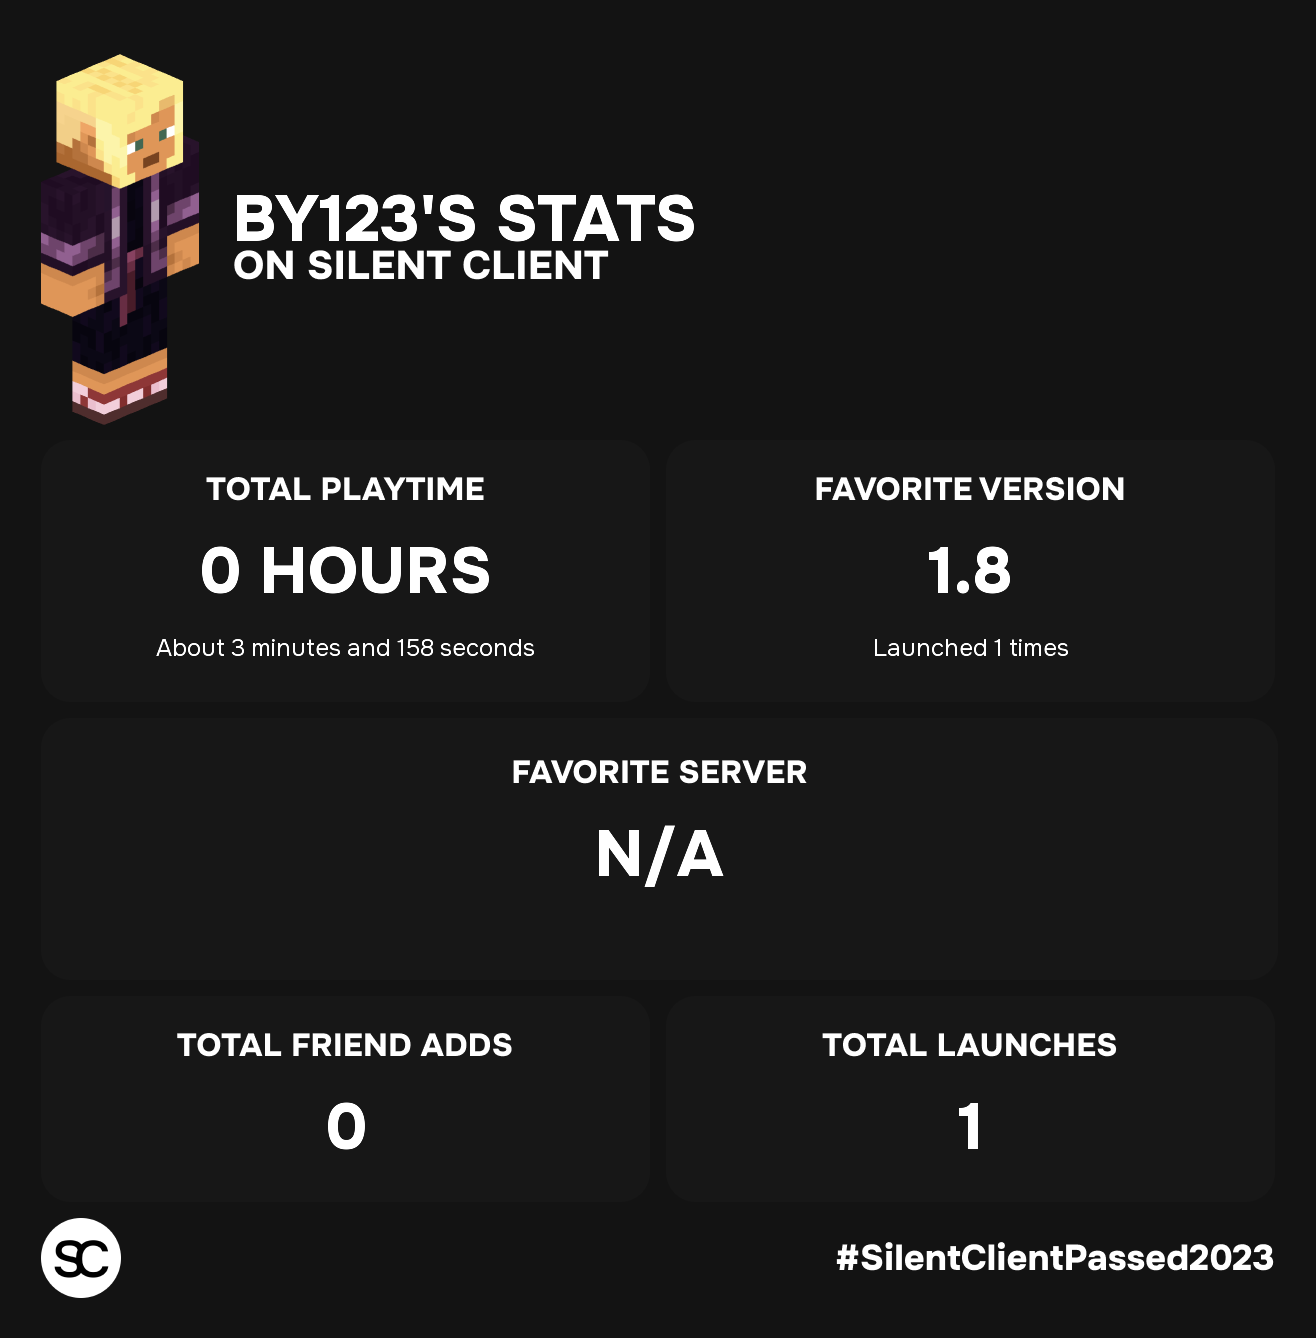 BY123'S STATS
ON SILENT CLIENT
TOTAL PLAYTIME
0 HOURS
About 3 minutes and 158 seconds
FAVORITE VERSION
1.8
Launched 1 times
FAVORITE SERVER
N/A
TOTAL FRIEND ADDS
0
TOTAL LAUNCHES
1
SC
#SilentClientPassed2023